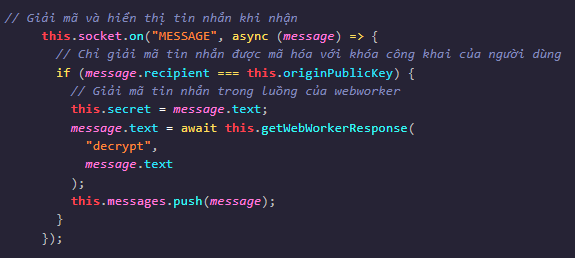 // Giải mã và hiển thị tin nhắn khi nhận
this.socket.on("MESSAGE", async (message) => {
// Chỉ giải mã tin nhắn được mã hóa với khóa công khai của người dùng
if (message.recipient === this.originPublicKey) {
// Giải mã tin nhắn trong luồng của webworker
this.secret = message.text;
message.text = await this.getWebWorkerResponse(
"decrypt",
message.text
);
this.messages.push(message);
}
});